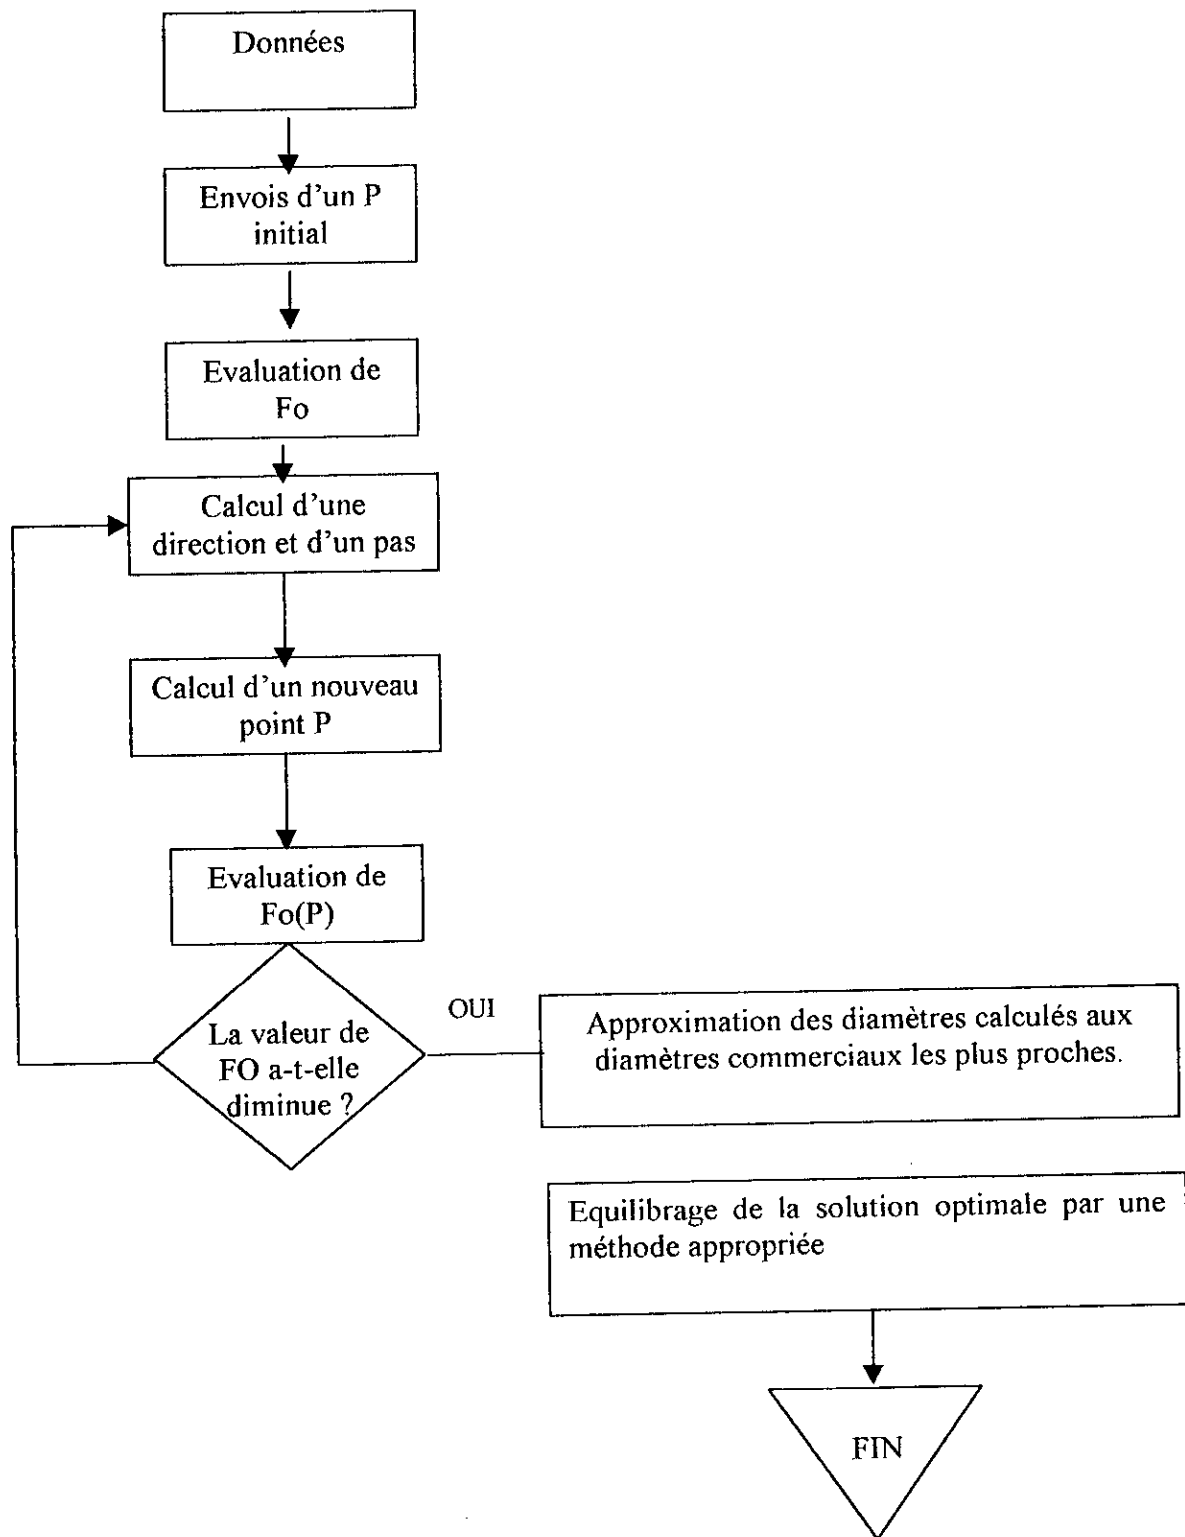 Données
Envois d'un P
initial
Evaluation de
Fo
Calcul d'une
direction et d'un pas
Calcul d'un nouveau
point P
Evaluation de
Fo(P)
La valeur de
FO a-t-elle
diminue ?
OUI
Approximation des diamètres calculés aux
diamètres commerciaux les plus proches.
Equilibrage de la solution optimale par une
méthode appropriée
FIN